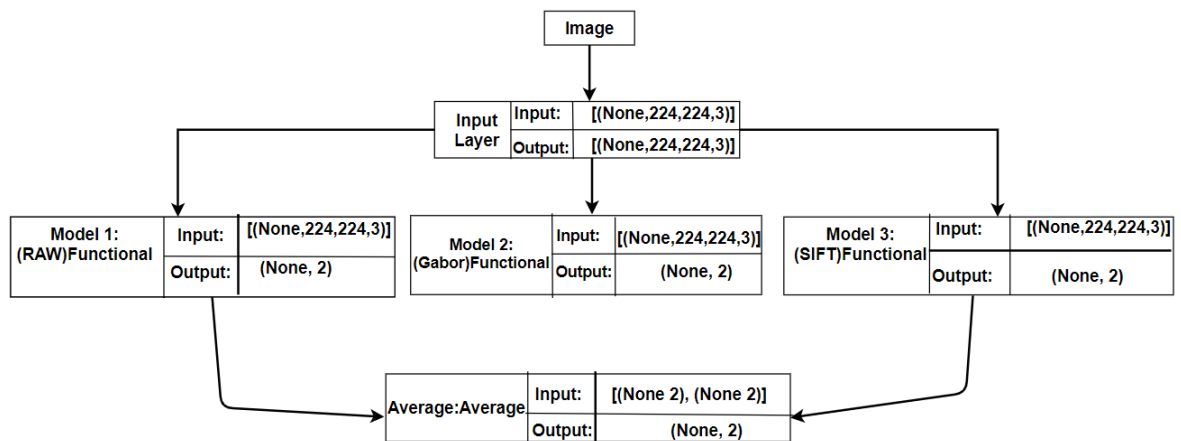 Image
Input Layer
Input: [(None,224,224,3)]
Output: [(None,224,224,3)]
Model 1:
(RAW)Functional
Input: [(None,224,224,3)]
Output: (None, 2)
Model 2:
(Gabor)Functional
Input: [(None,224,224,3)]
Output: (None, 2)
Model 3:
(SIFT)Functional
Input: [(None,224,224,3)]
Output: (None, 2)
Average:Average
Input: [(None 2), (None 2)]
Output: (None, 2)